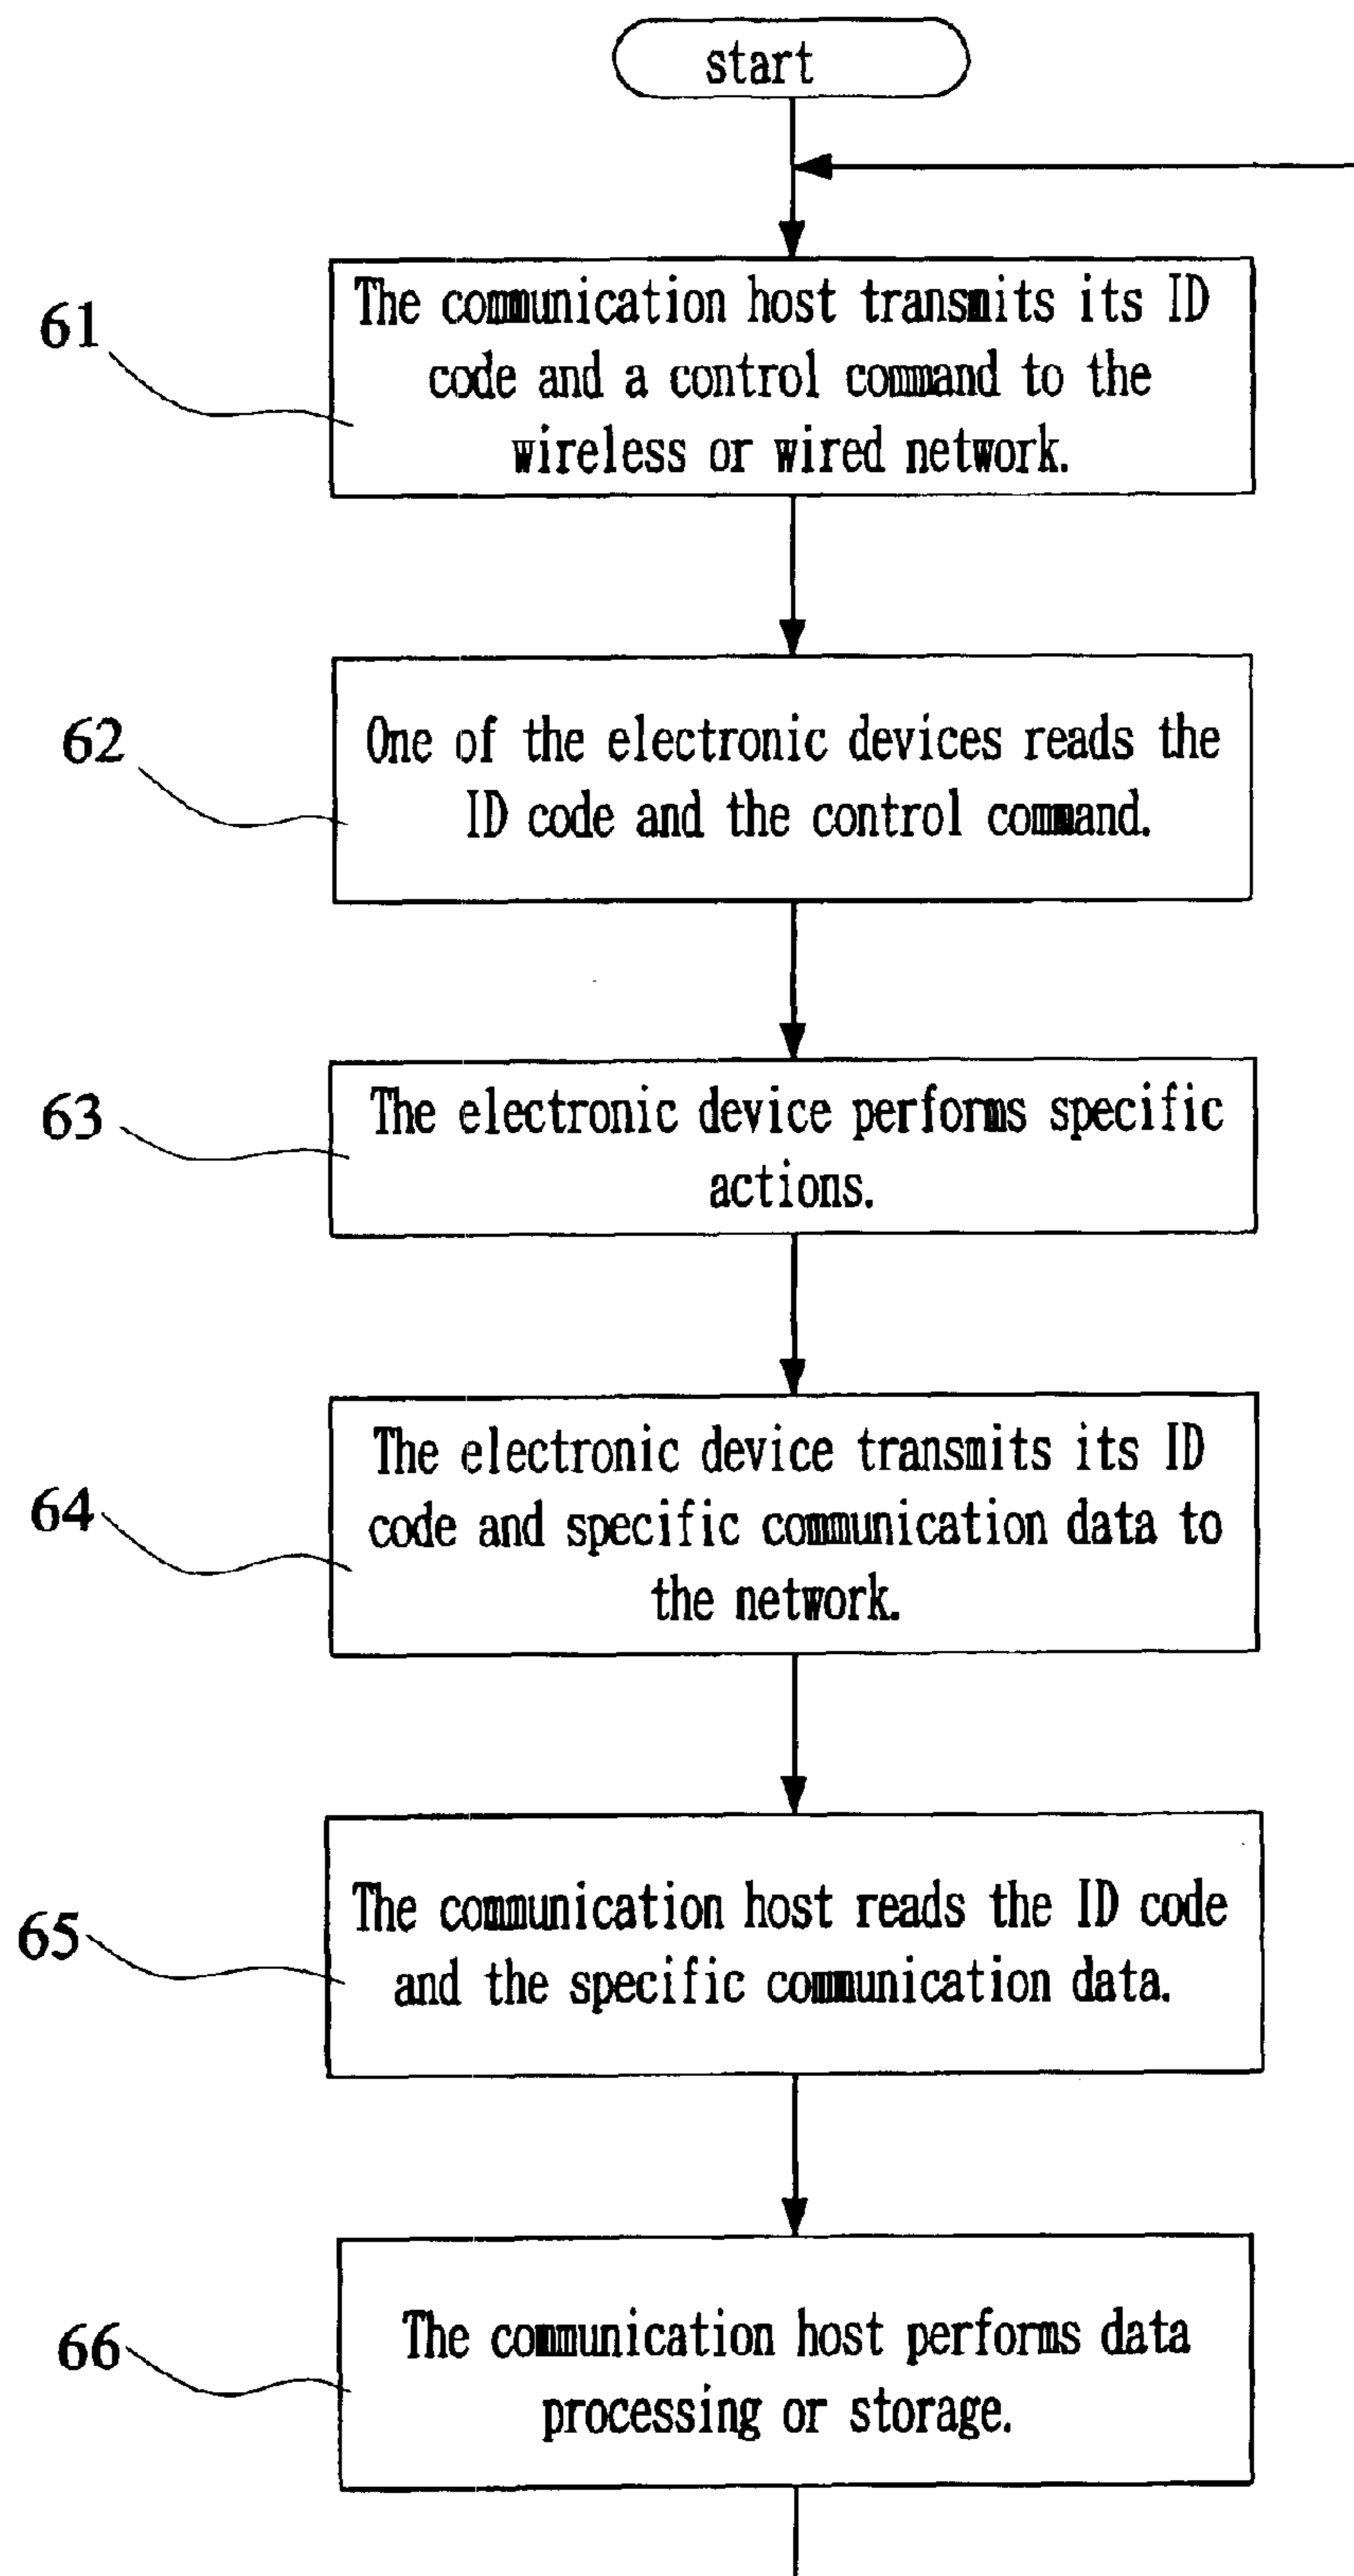 start
61
The communication host transmits its ID
code and a control command to the
wireless or wired network.
62
One of the electronic devices reads the
ID code and the control command.
63
The electronic device performs specific
actions.
64
The electronic device transmits its ID
code and specific communication data to
the network.
65
The communication host reads the ID code
and the specific communication data.
66
The communication host performs data
processing or storage.